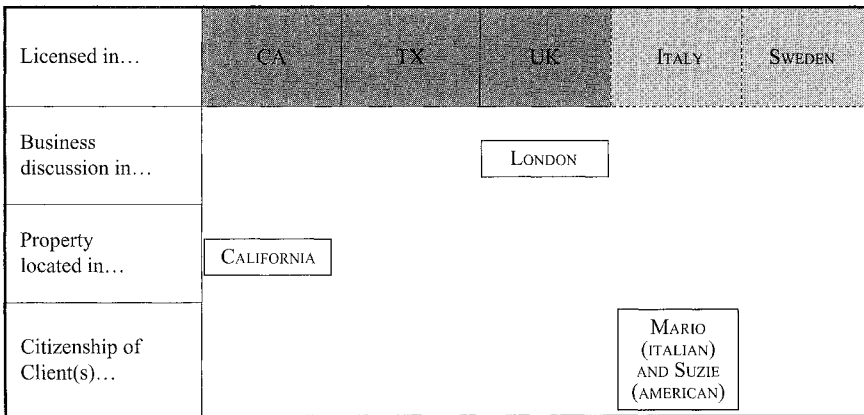 Licensed in… CA TX UK ITALY SWEDEN
Business
discussion in…
LONDON
Property
located in…
CALIFORNIA
Citizenship of
Client(s)…
MARIO
(ITALIAN)
AND SUZIE
(AMERICAN)